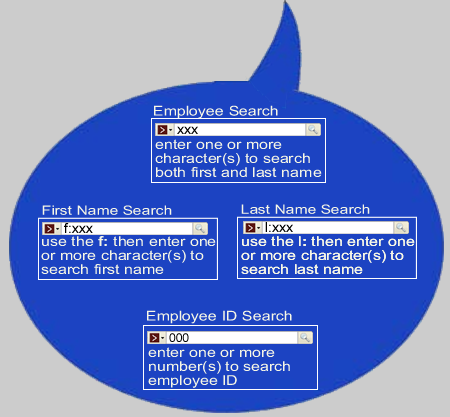 Employee Search
xxx
enter one or more
character(s) to search
both first and last name
First Name Search
f:xxx
use the f: then enter one
or more character(s) to
search first name
Last Name Search
l:xxx
use the l: then enter one
or more character(s) to
search last name
Employee ID Search
000
enter one or more
number(s) to search
employee ID